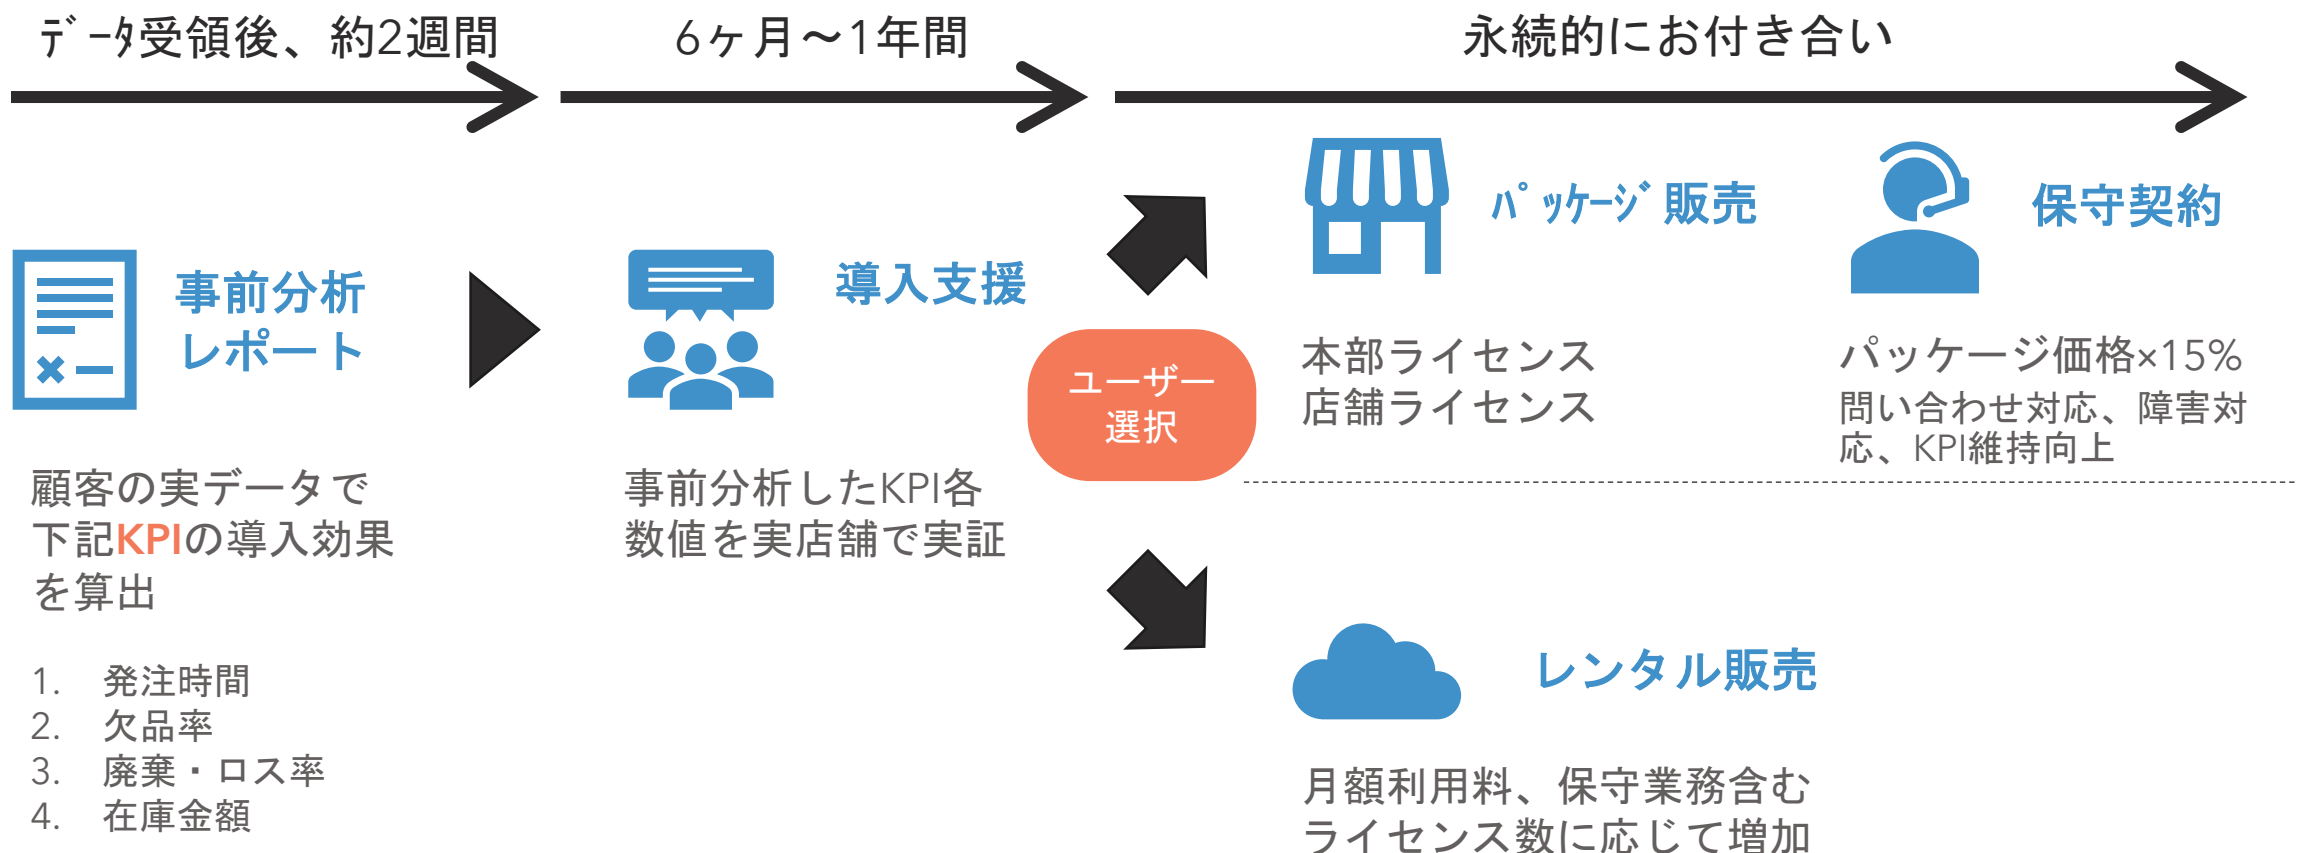 ﾃﾞｰﾀ受領後、約2週間
6ヶ月～1年間
永続的にお付き合い
事前分析
レポート
顧客の実データで
下記KPIの導入効果
を算出
1. 発注時間
2. 欠品率
3. 廃棄・ロス率
4. 在庫金額
導入支援
事前分析したKPI各
数値を実店舗で実証
ユーザー
選択
ﾊﾟｯｹｰｼﾞ販売
本部ライセンス
店舗ライセンス
保守契約
パッケージ価格×15%
問い合わせ対応、障害対
応、KPI維持向上
レンタル販売
月額利用料、保守業務含む
ライセンス数に応じて増加